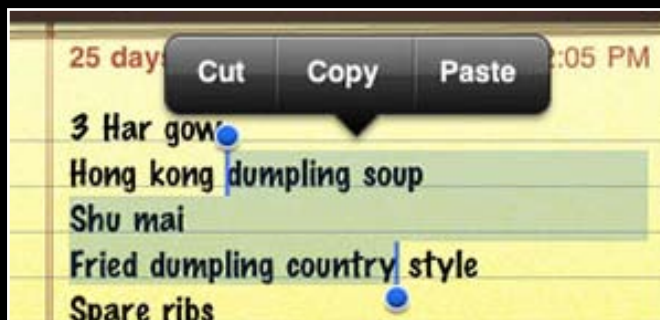 25 days
2:05 PM
Cut Copy Paste
3 Har gow
Hong kong dumpling soup
Shu mai
Fried dumpling country style
Spare ribs